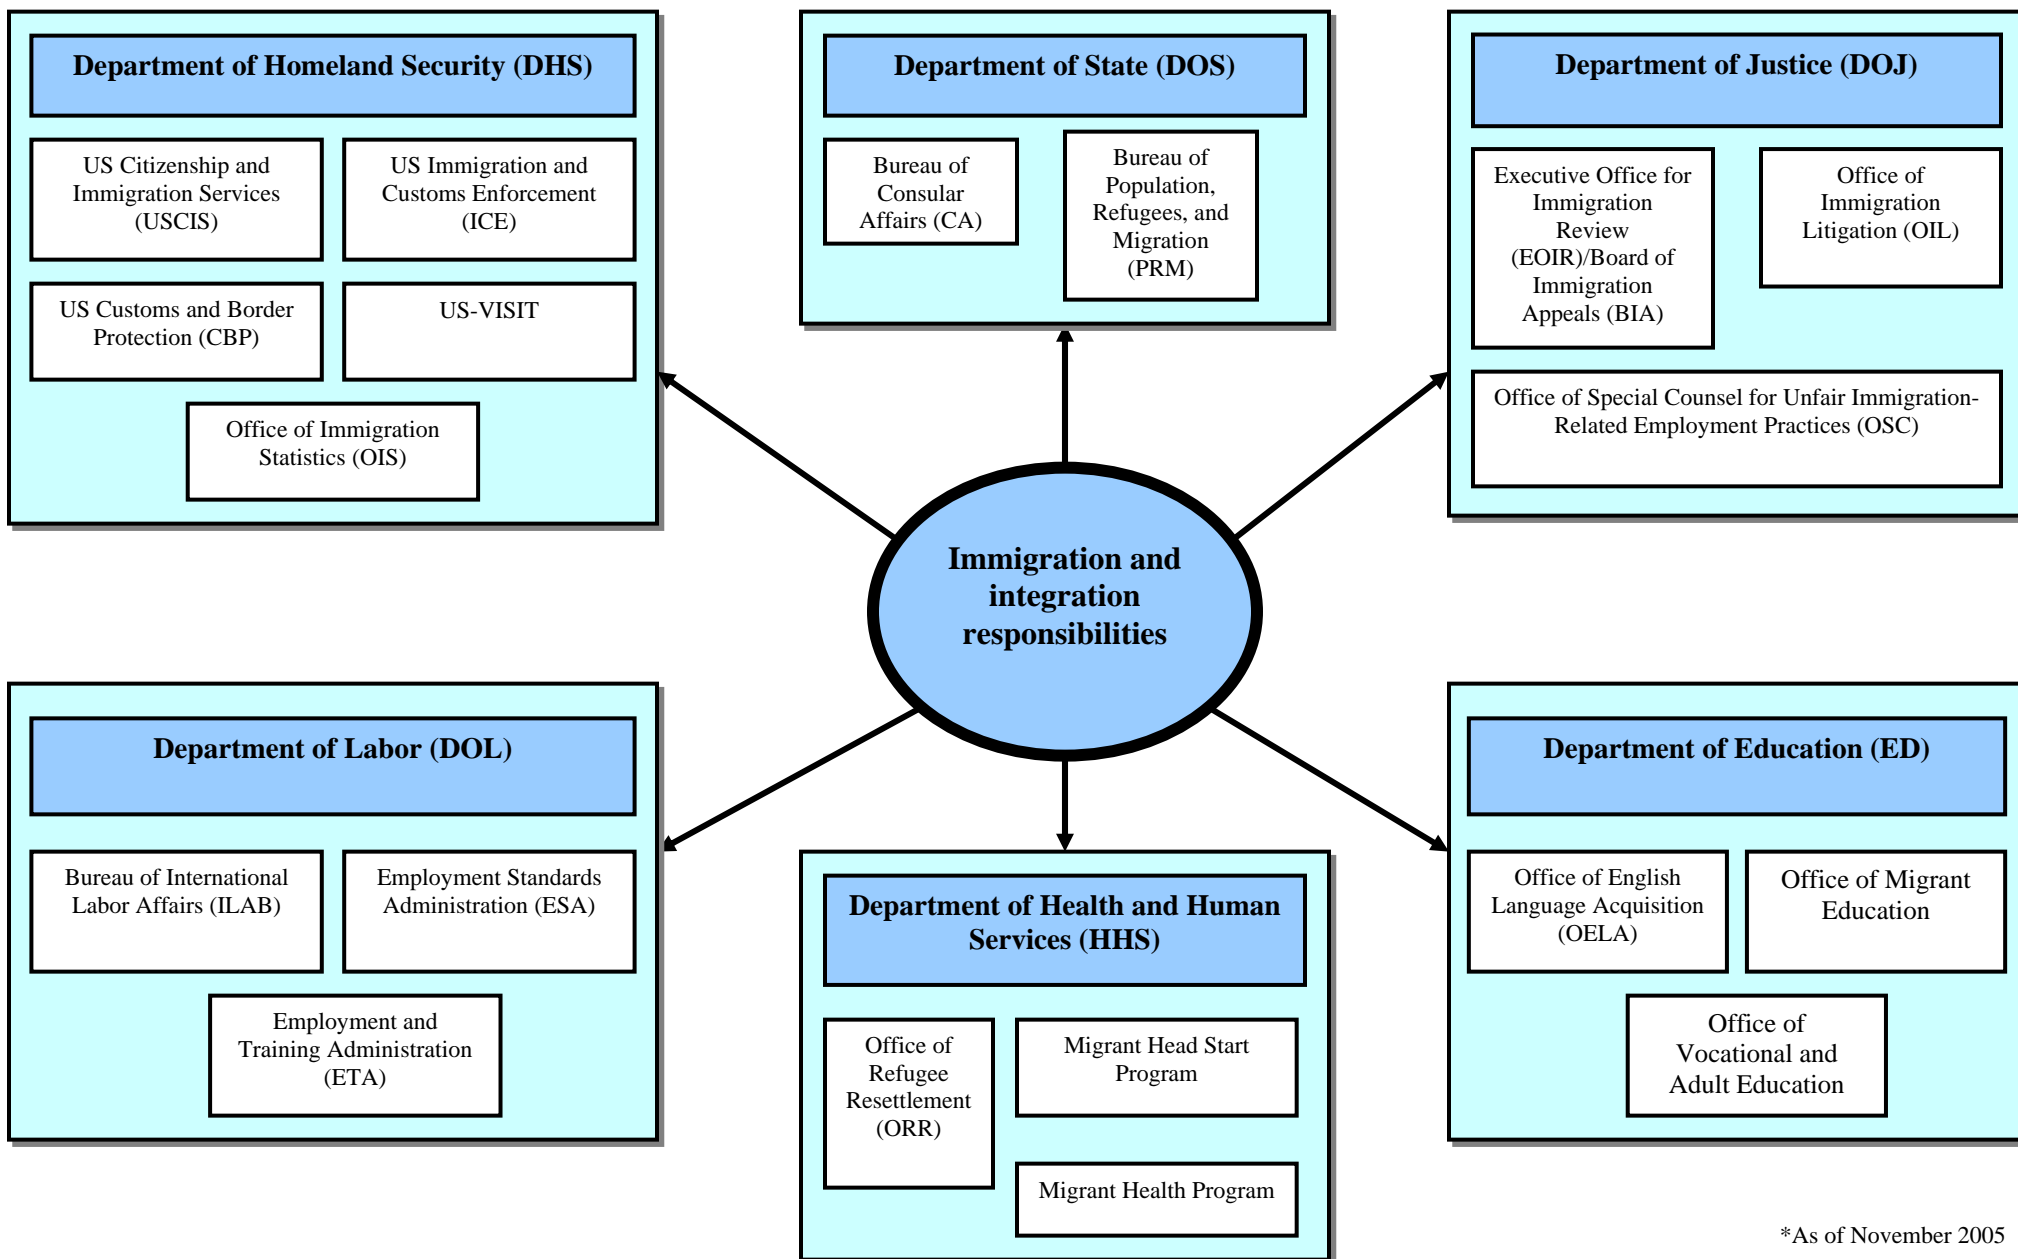 Department of Homeland Security (DHS)
US Citizenship and
Immigration Services
(USCIS)
US Immigration and
Customs Enforcement
(ICE)
US Customs and Border
Protection (CBP)
US-VISIT
Office of Immigration
Statistics (OIS)
Department of State (DOS)
Bureau of
Consular
Affairs (CA)
Bureau of
Population,
Refugees, and
Migration
(PRM)
Department of Justice (DOJ)
Executive Office for
Immigration
Review
(EOIR)/Board of
Immigration
Appeals (BIA)
Office of
Immigration
Litigation (OIL)
Office of Special Counsel for Unfair Immigration-
Related Employment Practices (OSC)
Immigration and
integration
responsibilities
Department of Labor (DOL)
Bureau of International
Labor Affairs (ILAB)
Employment Standards
Administration (ESA)
Employment and
Training Administration
(ETA)
Department of Health and Human
Services (HHS)
Office of
Refugee
Resettlement
(ORR)
Migrant Head Start
Program
Migrant Health Program
Department of Education (ED)
Office of English
Language Acquisition
(OELA)
Office of Migrant
Education
Office of
Vocational and
Adult Education
*As of November 2005